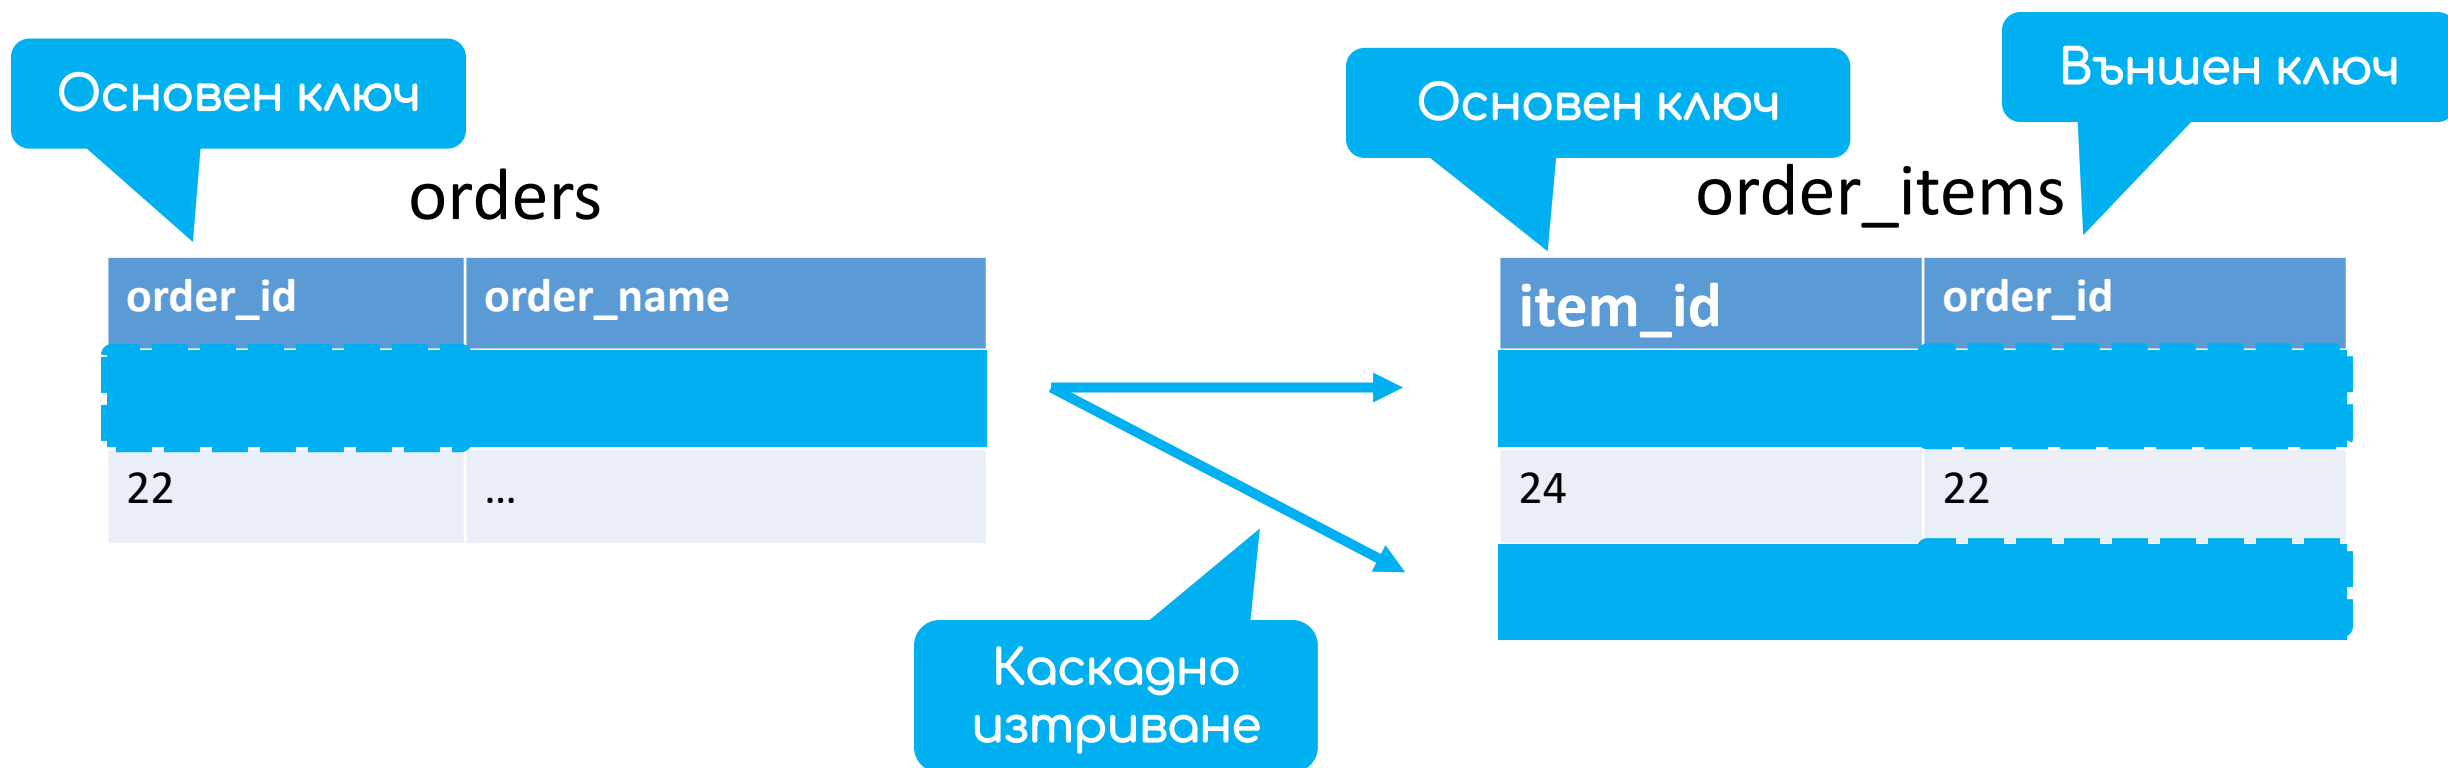 Основен ключ
Основен ключ
Външен ключ
orders
order_items
order_id order_name
item_id order_id
22 ...
24 22
Каскадно
изтриване